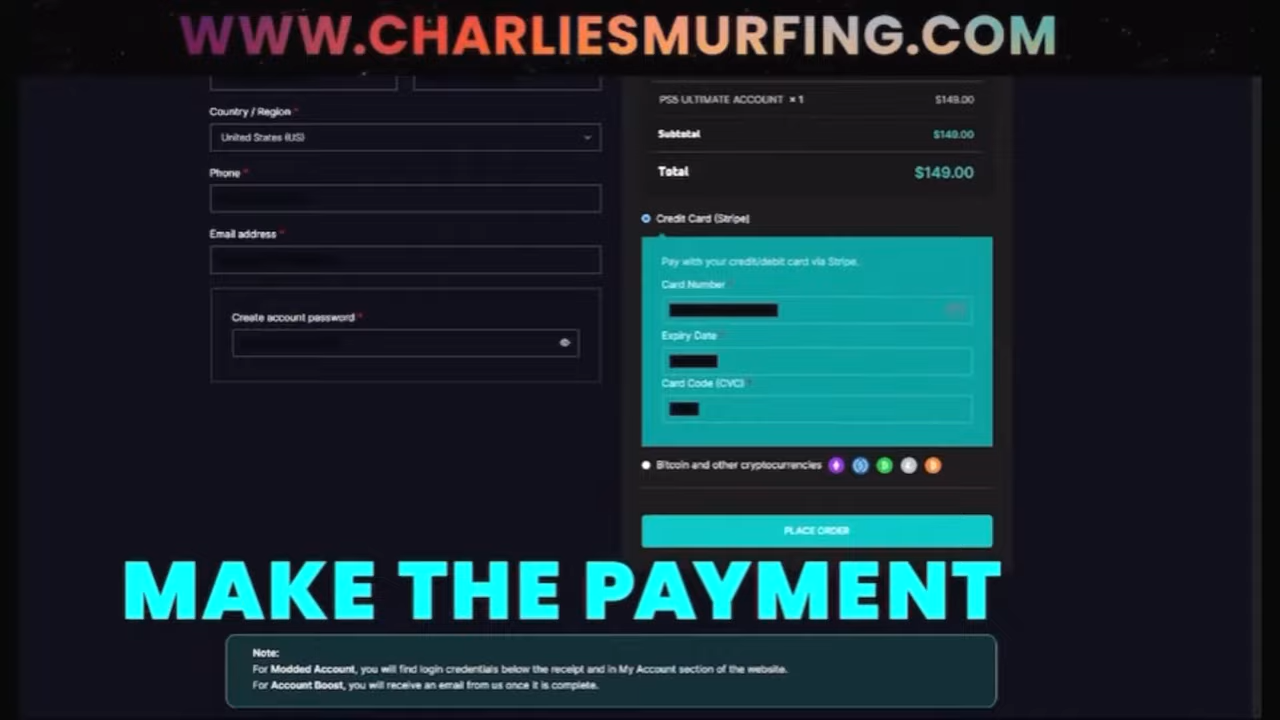 WWW.CHARLIESMURFING.COM
Country / Region *
United States (US)
Phone *
Email address *
Create account password *
PS5 ULTIMATE ACCOUNT × 1 $149.00
Subtotal $149.00
Total $149.00
Credit Card (Stripe)
Pay with your credit/debit card via Stripe.
Card Number *
Expiry Date *
Card Code (CVC) *
Bitcoin and other cryptocurrencies
PLACE ORDER
MAKE THE PAYMENT
Note:
For Modded Account, you will find login credentials below the receipt and in My Account section of the website.
For Account Boost, you will receive an email from us once it is complete.